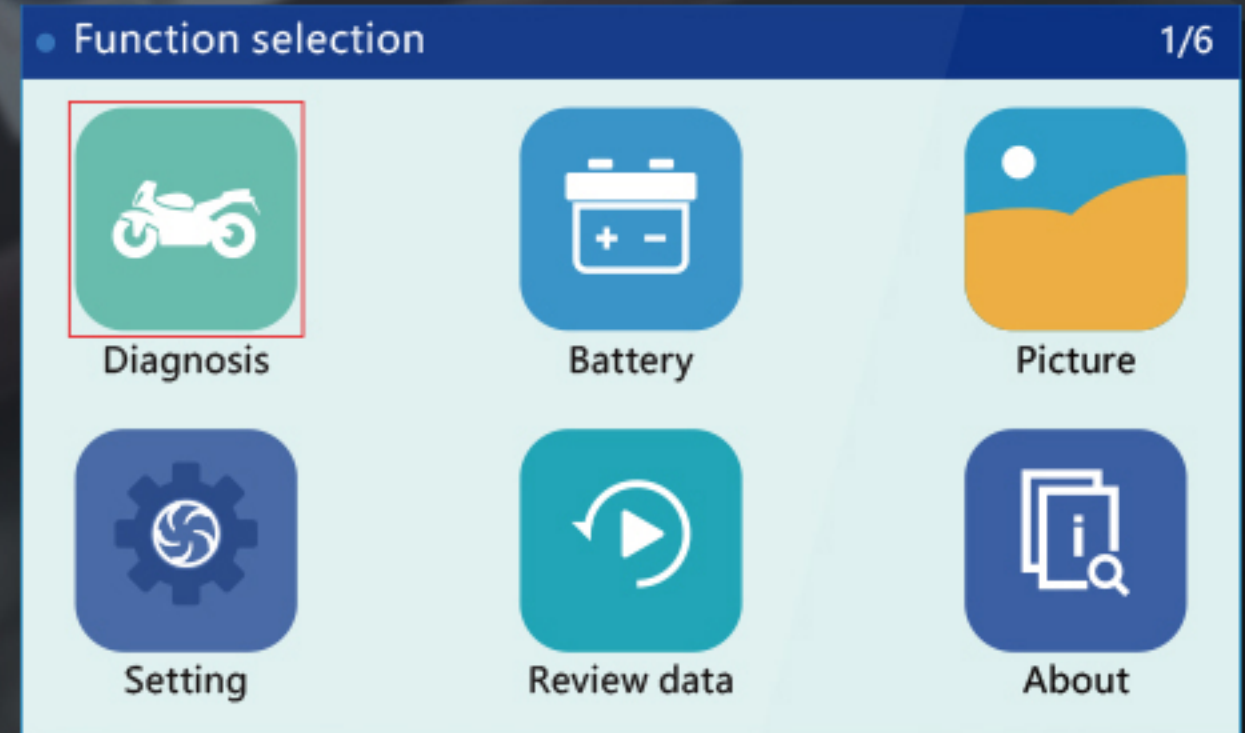 Function selection 1/6
Diagnosis Battery Picture
Setting Review data About